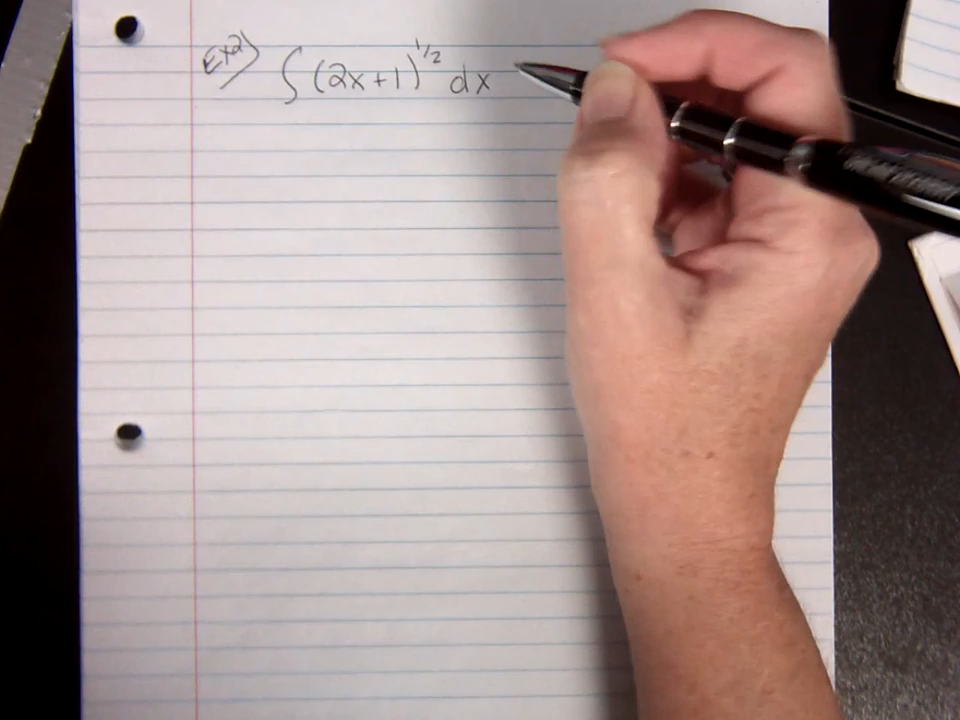 Ex2) ∫ (2x+1)^1/2 dx